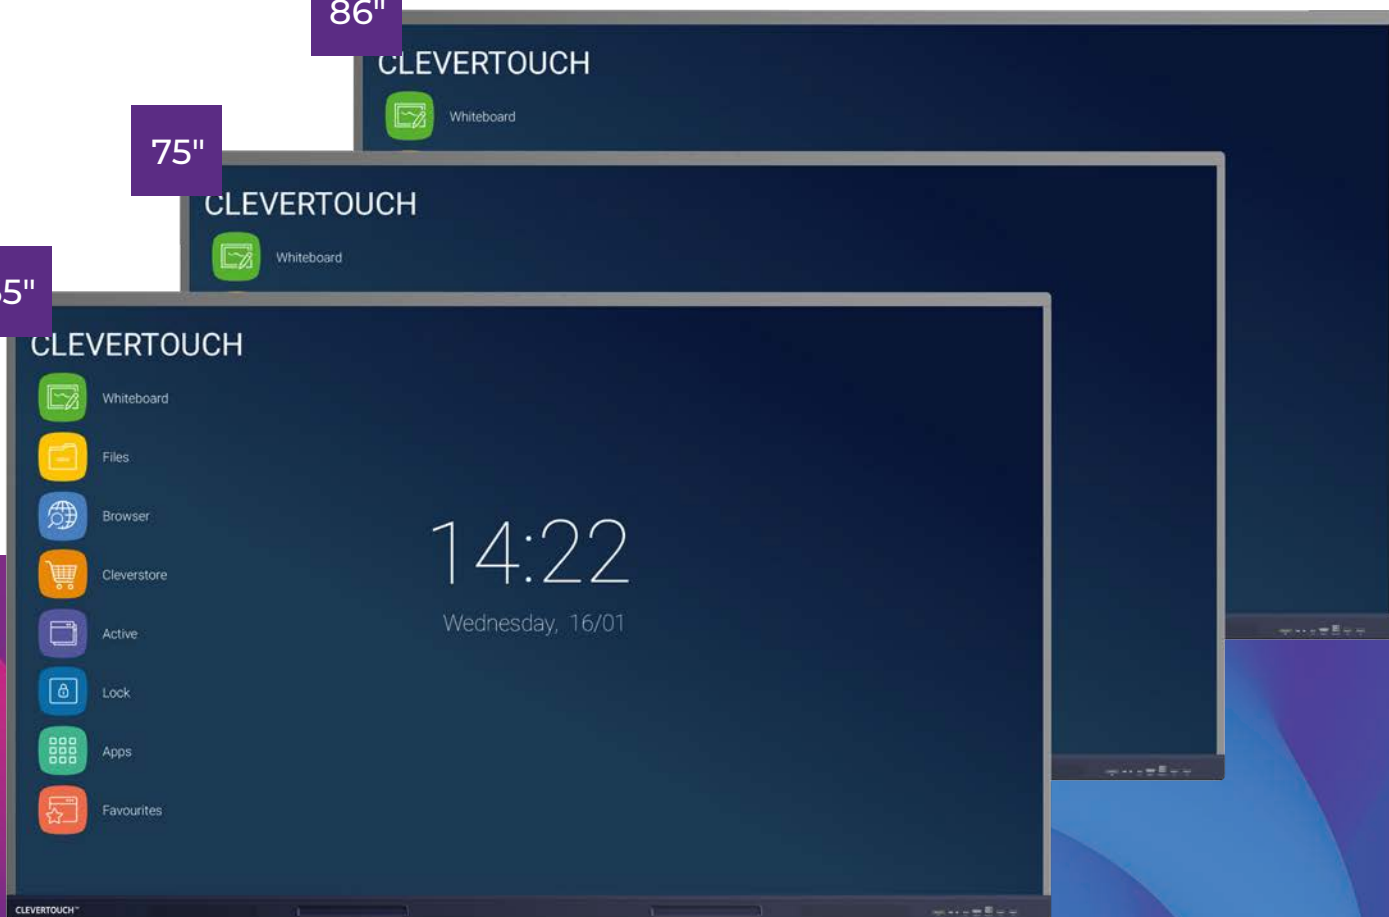 86"
CLEVERTOUCH
Whiteboard
75"
CLEVERTOUCH
Whiteboard
5"
CLEVERTOUCH
Whiteboard
Files
Browser
Cleverstore
Active
Lock
Apps
Favourites
14:22
Wednesday, 16/01
CLEVERTOUCH™